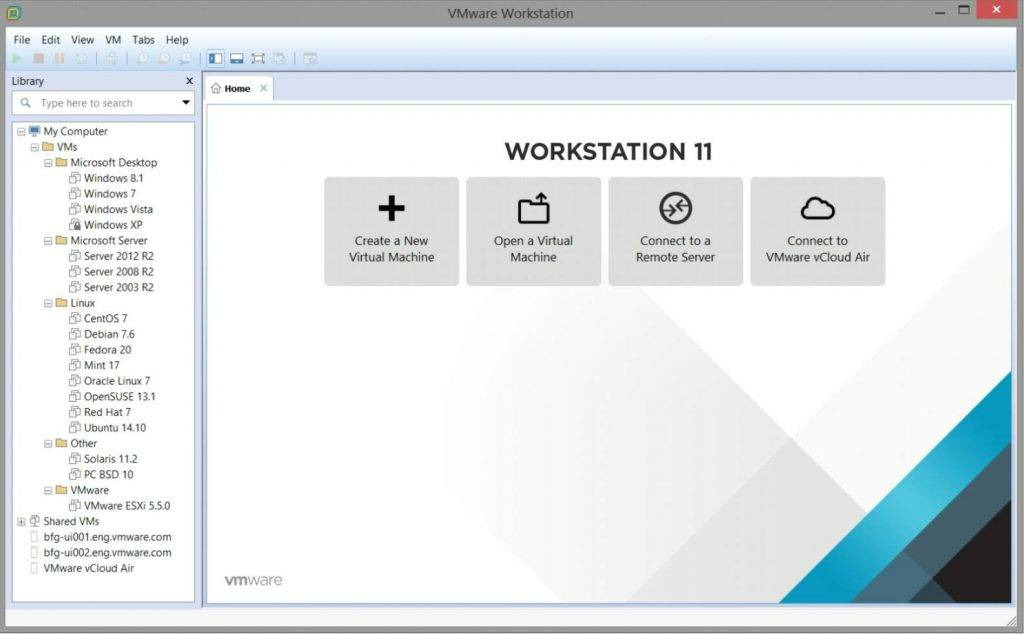 VMware Workstation
File Edit View VM Tabs Help
Library
Type here to search
My Computer
VMs
Microsoft Desktop
Windows 8.1
Windows 7
Windows Vista
Windows XP
Microsoft Server
Server 2012 R2
Server 2008 R2
Server 2003 R2
Linux
CentOS 7
Debian 7.6
Fedora 20
Mint 17
Oracle Linux 7
OpenSUSE 13.1
Red Hat 7
Ubuntu 14.10
Other
Solaris 11.2
PC BSD 10
VMware
VMware ESXi 5.5.0
Shared VMs
bfg-ui001.eng.vmware.com
bfg-ui002.eng.vmware.com
VMware vCloud Air
Home
WORKSTATION 11
Create a New
Virtual Machine
Open a Virtual
Machine
Connect to a
Remote Server
Connect to
VMware vCloud Air
vmware